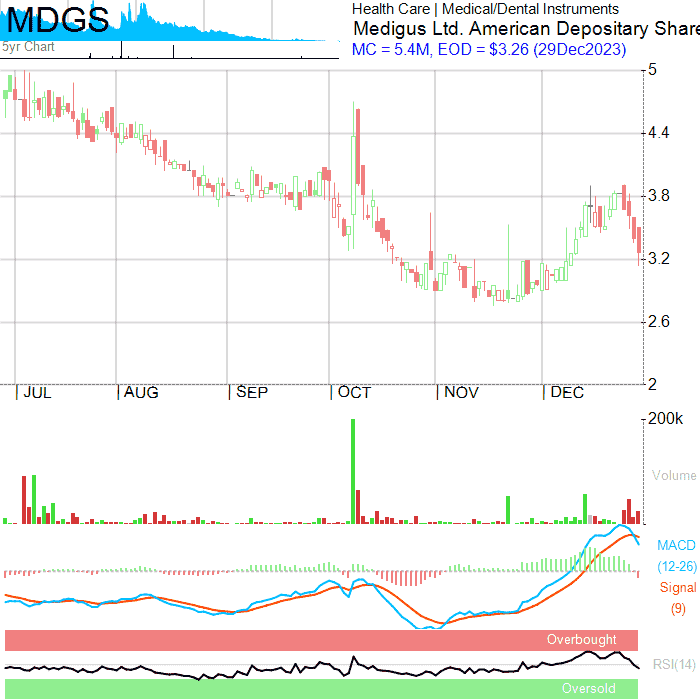 MDGS
5yr Chart
Health Care | Medical/Dental Instruments
Medigus Ltd. American Depositary Share
MC = 5.4M, EOD = $3.26 (29Dec2023)
5
4.4
3.8
3.2
2.6
2
JUL AUG SEP OCT NOV DEC
200k
Volume
MACD
(12-26)
Signal
(9)
Overbought
RSI(14)
Oversold